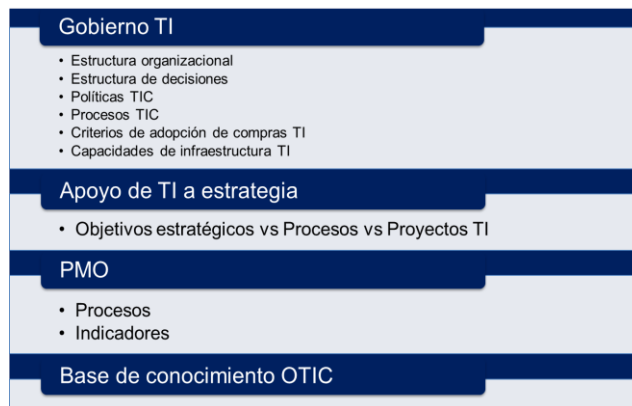 Gobierno TI
• Estructura organizacional
• Estructura de decisiones
• Políticas TIC
• Procesos TIC
• Criterios de adopción de compras TI
• Capacidades de infraestructura TI
Apoyo de TI a estrategia
• Objetivos estratégicos vs Procesos vs Proyectos TI
PMO
• Procesos
• Indicadores
Base de conocimiento OTIC